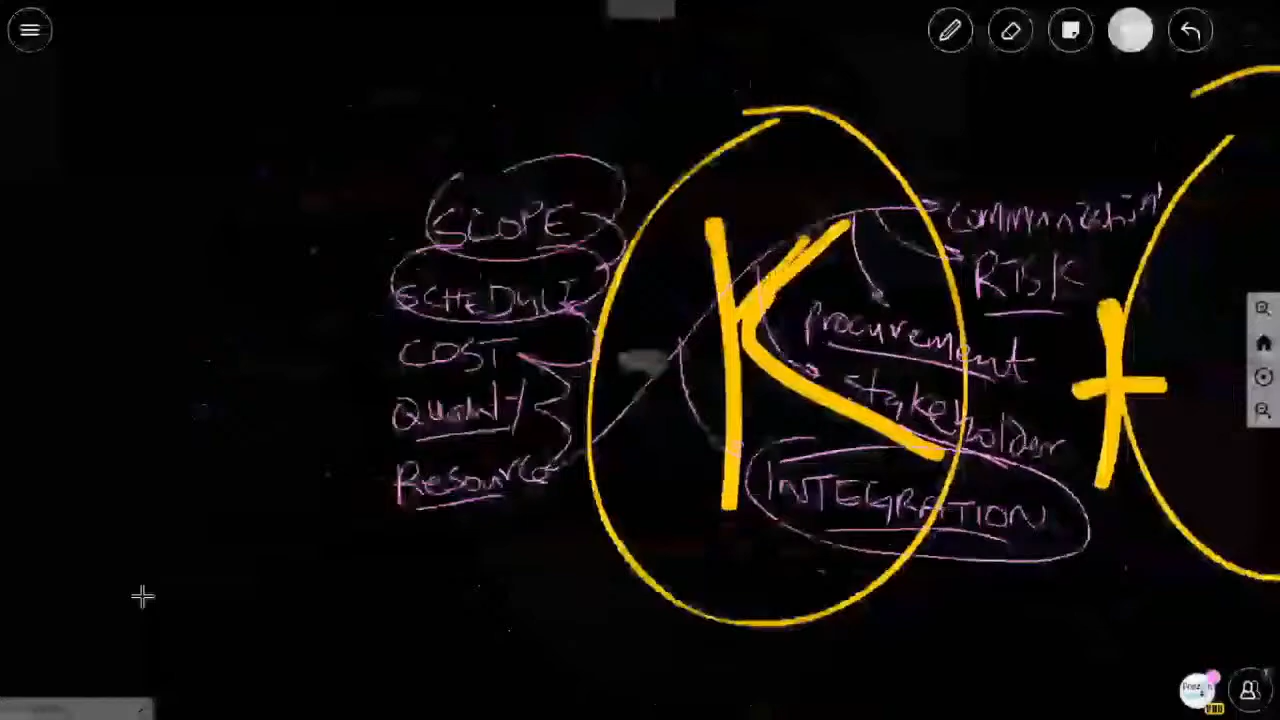 SCOPE
SCHEDULE
COST
Quality
Resource
K
communication
RISK
procurement
stakeholder
INTEGRATION
+